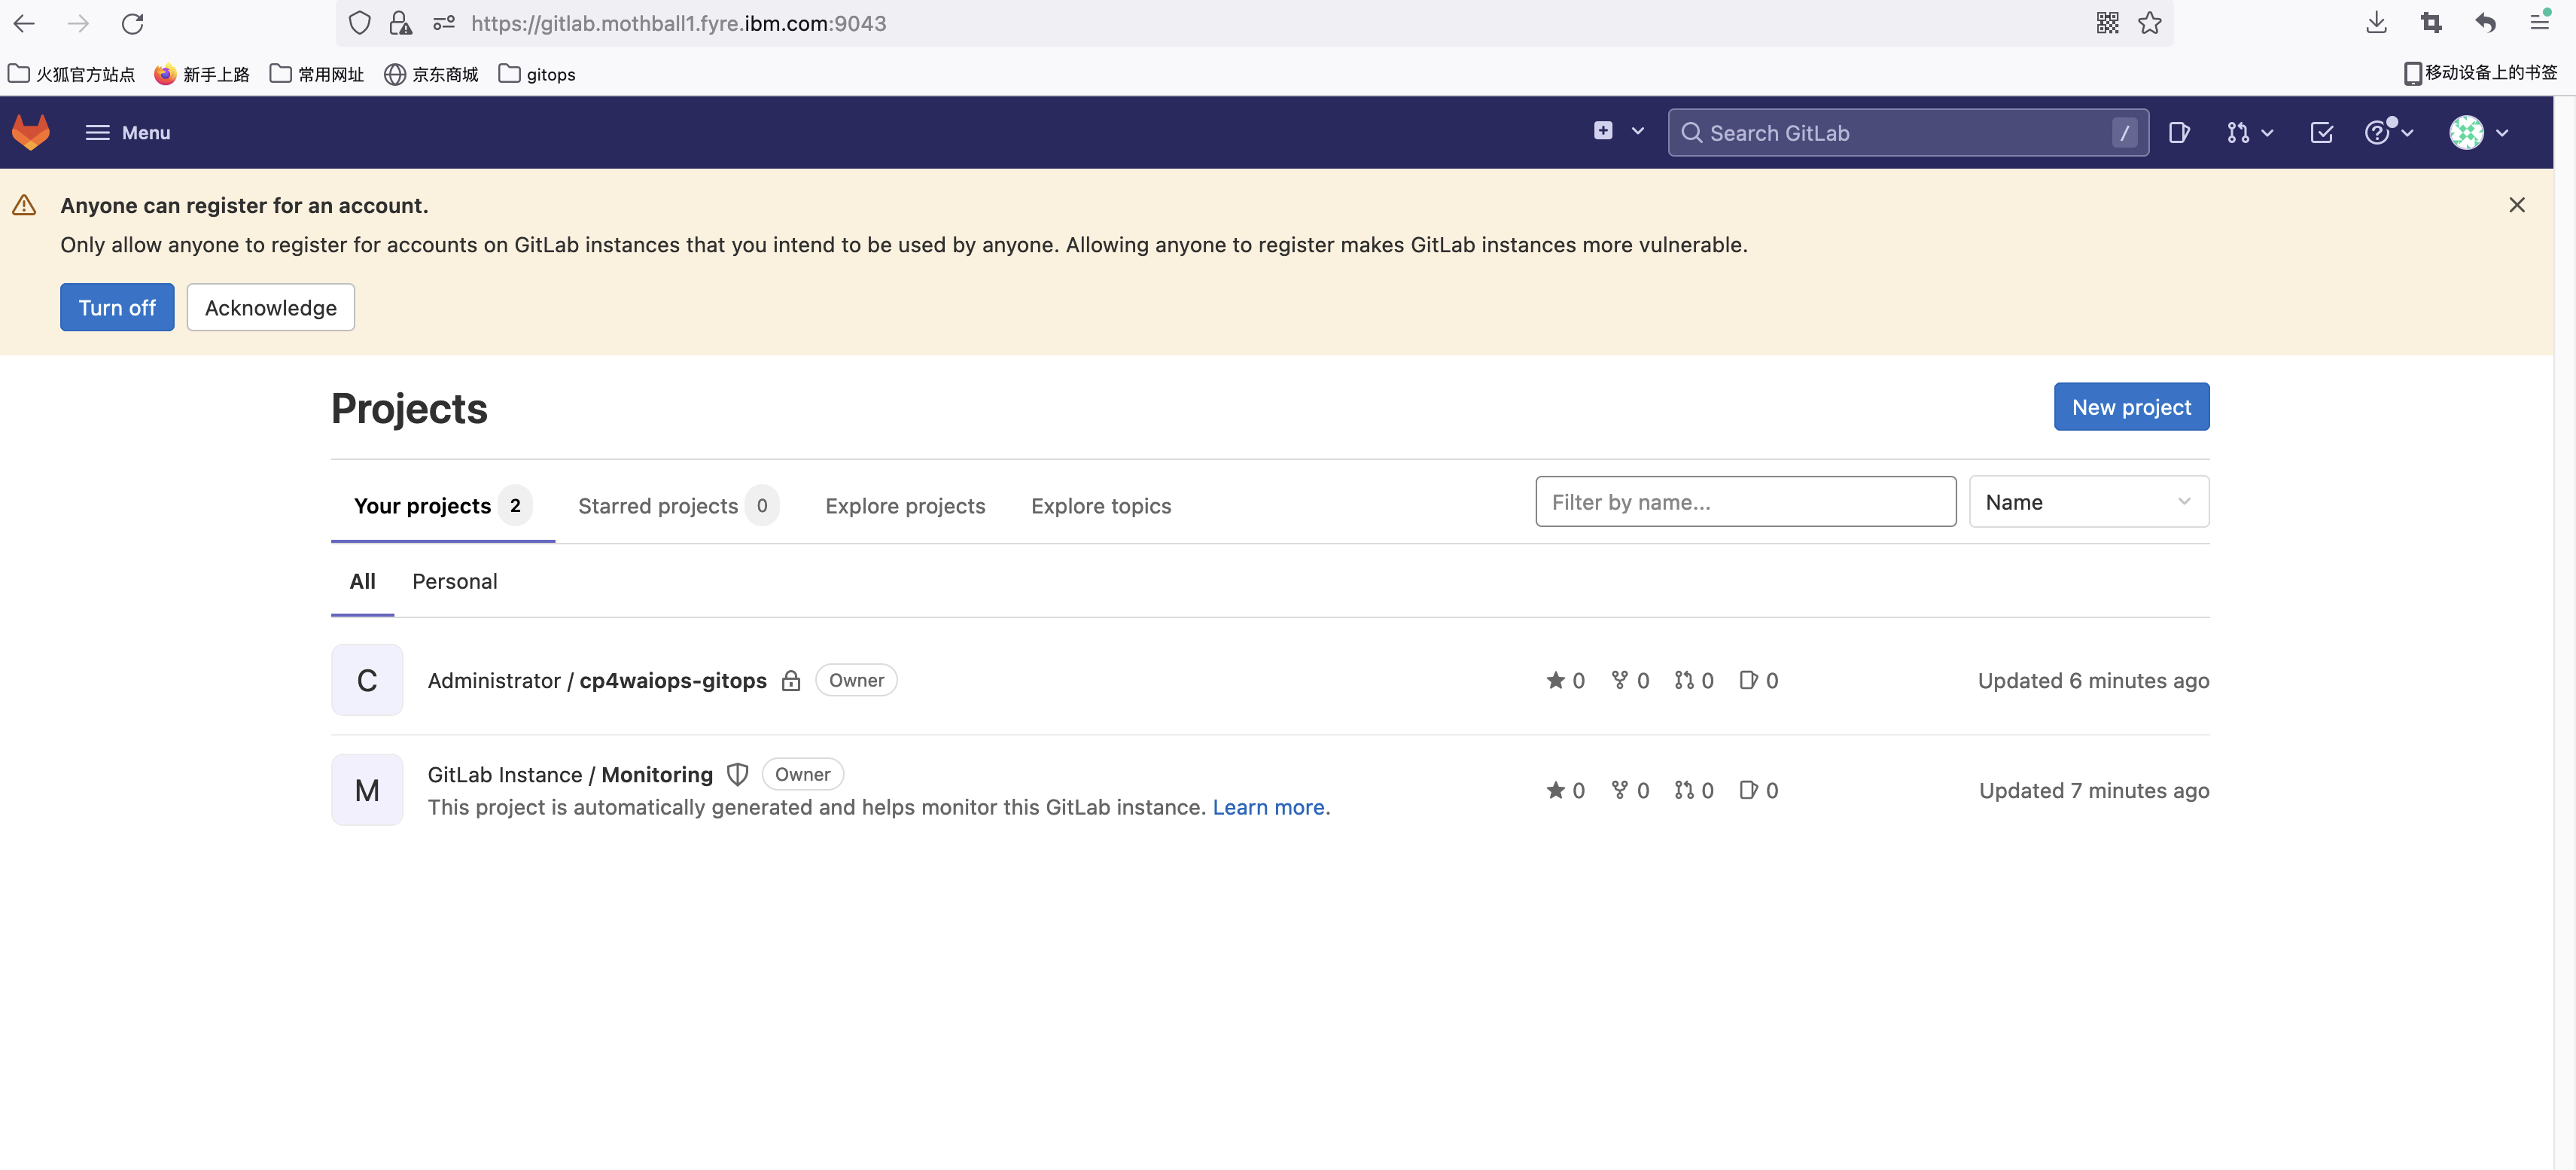 https://gitlab.mothball1.fyre.ibm.com:9043
火狐官方站点 新手上路 常用网址 京东商城 gitops 移动设备上的书签
Menu Search GitLab /
Anyone can register for an account.
Only allow anyone to register for accounts on GitLab instances that you intend to be used by anyone. Allowing anyone to register makes GitLab instances more vulnerable.
Turn off Acknowledge
Projects New project
Your projects 2 Starred projects 0 Explore projects Explore topics Filter by name... Name
All Personal
C Administrator / cp4waiops-gitops Owner 0 0 0 0 Updated 6 minutes ago
M GitLab Instance / Monitoring Owner 0 0 0 0 Updated 7 minutes ago
This project is automatically generated and helps monitor this GitLab instance. Learn more.